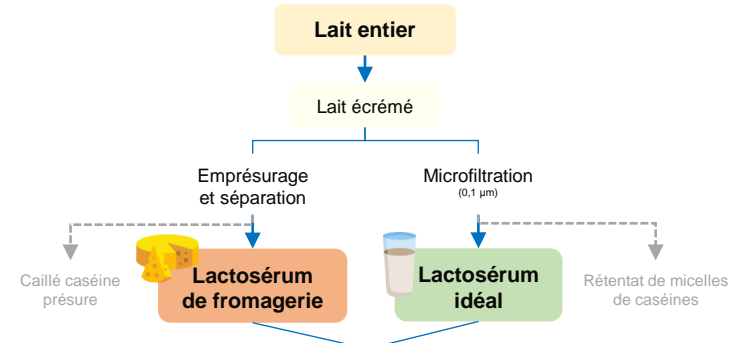 Lait entier
Lait écrémé
Emprésurage
et séparation
Microfiltration
(0,1 µm)
Caillé caséine
présure
Lactosérum
de fromagerie
Lactosérum
idéal
Rétentat de micelles
de caséines